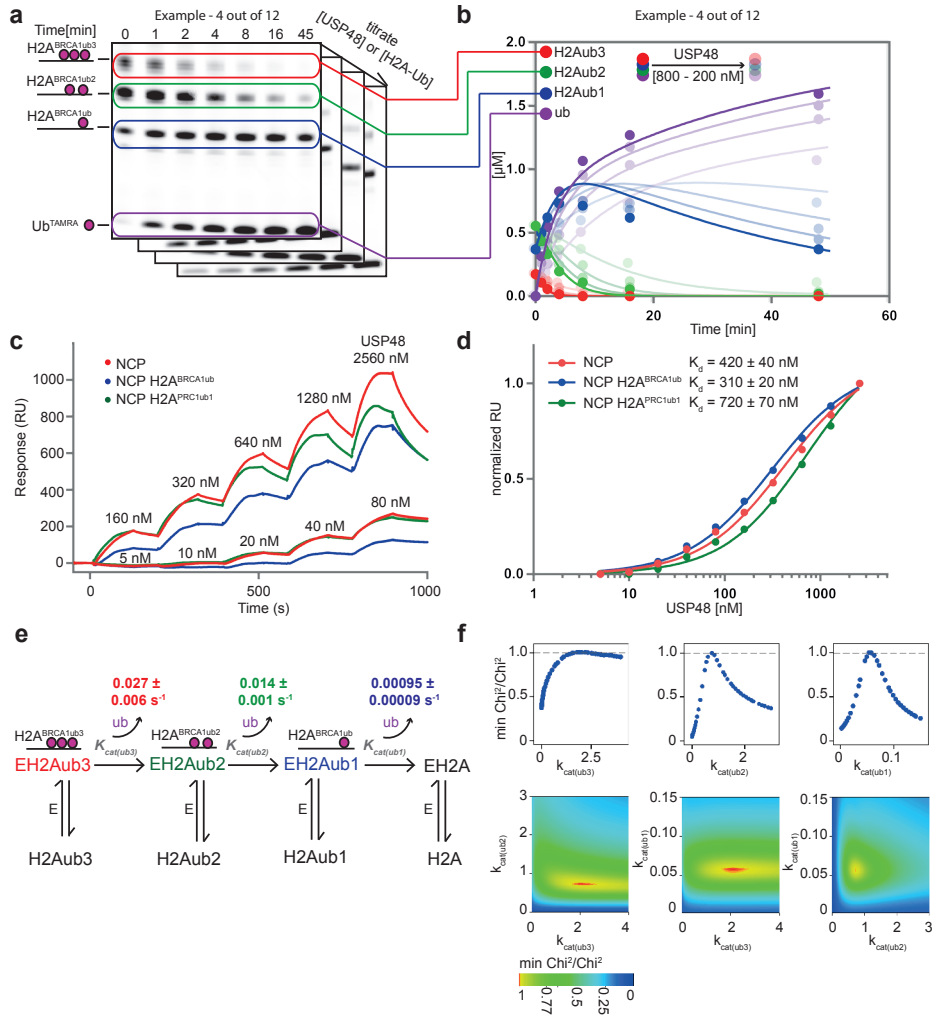 a
Example - 4 out of 12
Time[min] 0 1 2 4 8 16 45
titrate
[USP48] or [H2A-Ub]
H2A^BRCA1ub3
H2A^BRCA1ub2
H2A^BRCA1ub
Ub^TAMRA
b
Example - 4 out of 12
H2Aub3
H2Aub2
H2Aub1
ub
USP48
[800 - 200 nM]
[µM]
2.0
1.5
1.0
0.5
0.0
0 20 40 60
Time [min]
c
NCP
NCP H2A^BRCA1ub
NCP H2A^PRC1ub1
USP48
2560 nM
1280 nM
640 nM
320 nM
160 nM
80 nM
40 nM
20 nM
10 nM
5 nM
Response (RU)
1000
800
600
400
200
0
0 500 1000
Time (s)
d
NCP K_d = 420 ± 40 nM
NCP H2A^BRCA1ub K_d = 310 ± 20 nM
NCP H2A^PRC1ub1 K_d = 720 ± 70 nM
normalized RU
1.0
0.5
0.0
1 10 100 1000
USP48 [nM]
e
0.027 ±
0.006 s⁻¹
0.014 ±
0.001 s⁻¹
0.00095 ±
0.00009 s⁻¹
ub ub ub
H2A^BRCA1ub3 H2A^BRCA1ub2 H2A^BRCA1ub
K_cat(ub3) K_cat(ub2) K_cat(ub1)
EH2Aub3 EH2Aub2 EH2Aub1 EH2A
E E E E
H2Aub3 H2Aub2 H2Aub1 H2A
f
min Chi²/Chi²
1.0
0.5
0
0 2.5
k_cat(ub3)
1.0
0.5
0
0 2
k_cat(ub2)
1.0
0.5
0
0 0.1
k_cat(ub1)
k_cat(ub2)
3
2
1
0
0 2 4
k_cat(ub3)
k_cat(ub1)
0.15
0.10
0.05
0
0 2 4
k_cat(ub3)
k_cat(ub1)
0.15
0.10
0.05
0
0 1 2 3
k_cat(ub2)
min Chi²/Chi²
1 0.77 0.5 0.25 0